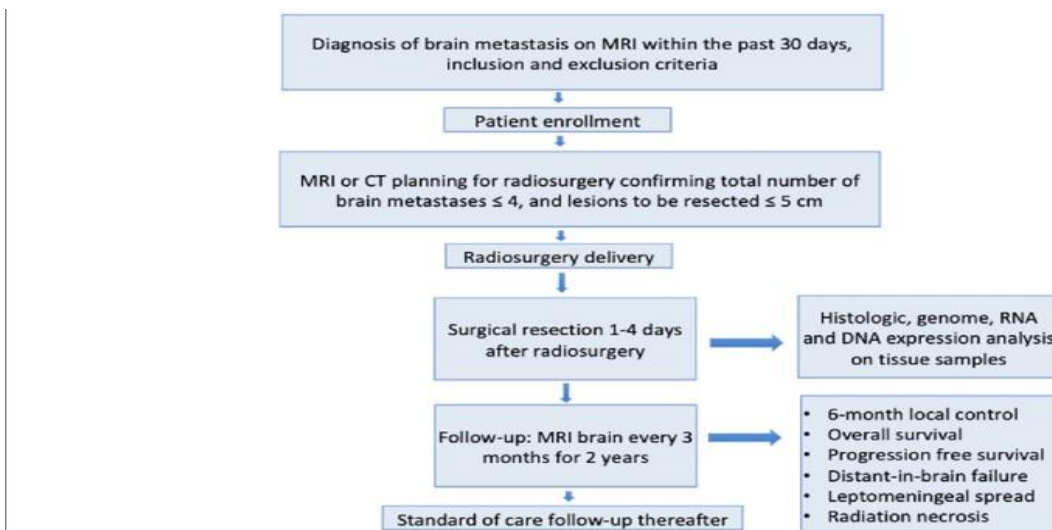 Diagnosis of brain metastasis on MRI within the past 30 days,
inclusion and exclusion criteria
Patient enrollment
MRI or CT planning for radiosurgery confirming total number of
brain metastases ≤ 4, and lesions to be resected ≤ 5 cm
Radiosurgery delivery
Surgical resection 1-4 days
after radiosurgery
Histologic, genome, RNA
and DNA expression analysis
on tissue samples
Follow-up: MRI brain every 3
months for 2 years
• 6-month local control
• Overall survival
• Progression free survival
• Distant-in-brain failure
• Leptomeningeal spread
• Radiation necrosis
Standard of care follow-up thereafter